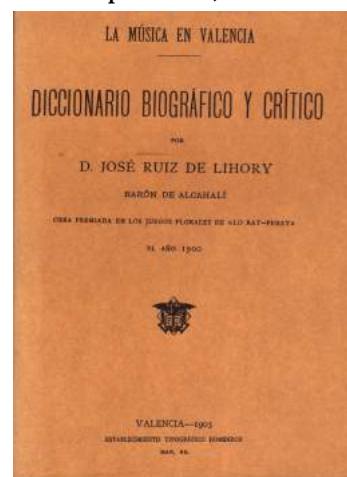 LA MÚSICA EN VALENCIA
DICCIONARIO BIOGRÁFICO Y CRÍTICO
POR
D. JOSÉ RUIZ DE LIHORY
BARÓN DE ALCAHALÍ
OBRA PREMIADA EN LOS JUEGOS FLORALES DE «LO RAT-PENAT»
EL AÑO 1900
VALENCIA—1903
ESTABLECIMIENTO TIPOGRÁFICO DOMENECH
MAR,